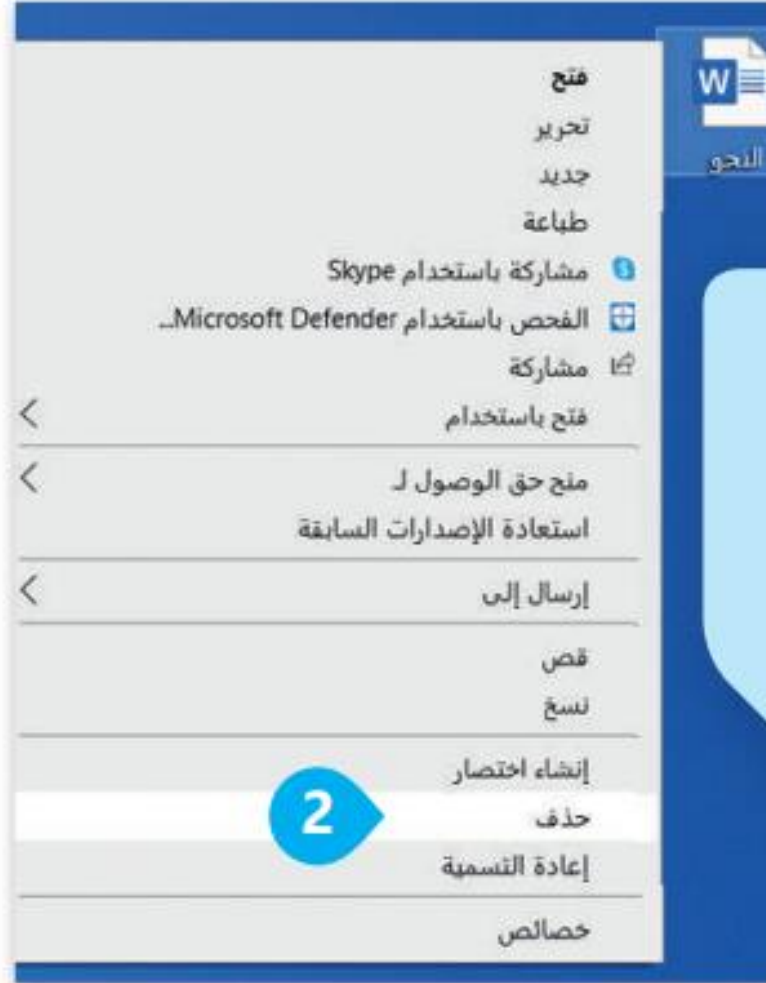 W
النحو
فتح
تحرير
جديد
طباعة
مشاركة باستخدام Skype
الفحص باستخدام Microsoft Defender...
مشاركة
فتح باستخدام
منح حق الوصول لـ
استعادة الإصدارات السابقة
إرسال إلى
قص
نسخ
إنشاء اختصار
حذف
2
إعادة التسمية
خصائص